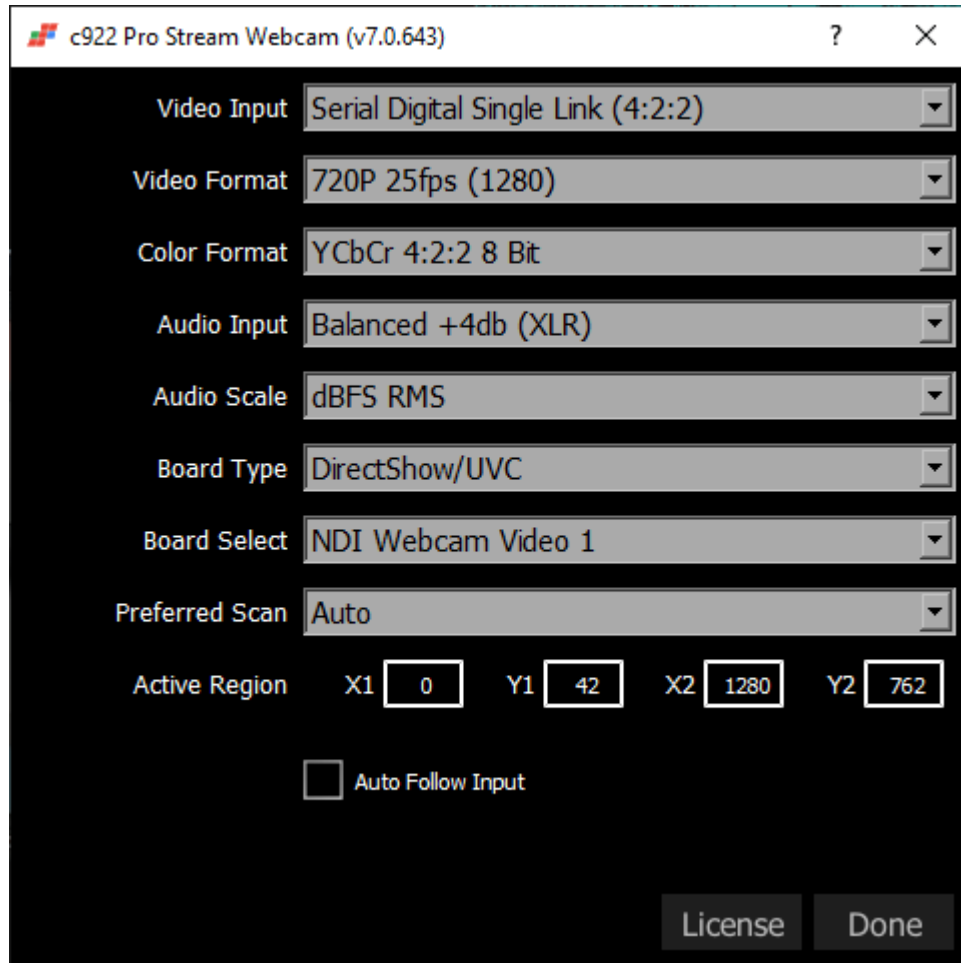 c922 Pro Stream Webcam (v7.0.643) ?
Video Input Serial Digital Single Link (4:2:2)
Video Format 720P 25fps (1280)
Color Format YCbCr 4:2:2 8 Bit
Audio Input Balanced +4db (XLR)
Audio Scale dBFS RMS
Board Type DirectShow/UVC
Board Select NDI Webcam Video 1
Preferred Scan Auto
Active Region X1 0 Y1 42 X2 1280 Y2 762
Auto Follow Input
License Done